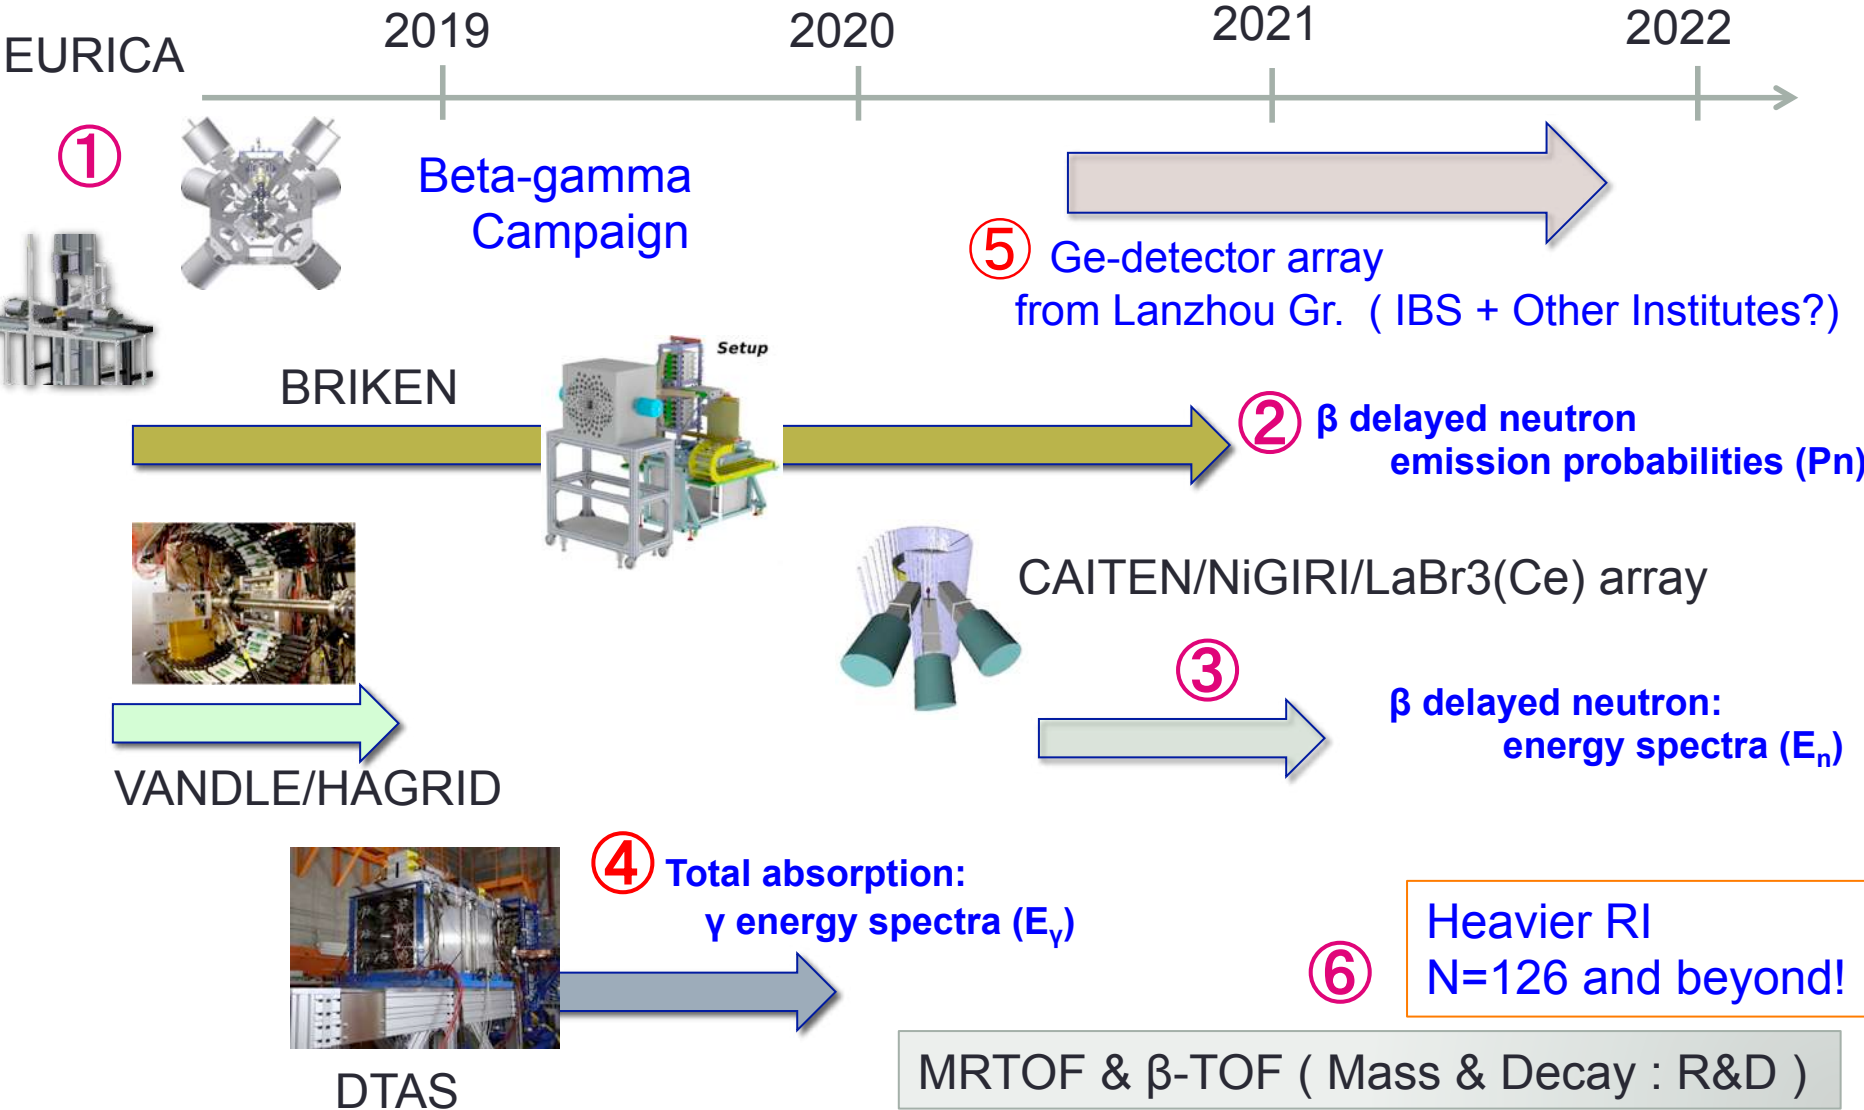 2019
2020
2021
2022
EURICA
①
Beta-gamma
Campaign
⑤ Ge-detector array
from Lanzhou Gr. ( IBS + Other Institutes?)
Setup
BRIKEN
② β delayed neutron
emission probabilities (Pn)
CAITEN/NiGIRI/LaBr3(Ce) array
③
β delayed neutron:
energy spectra (En)
VANDLE/HAGRID
④ Total absorption:
γ energy spectra (Eγ)
⑥
Heavier RI
N=126 and beyond!
MRTOF & β-TOF ( Mass & Decay : R&D )
DTAS